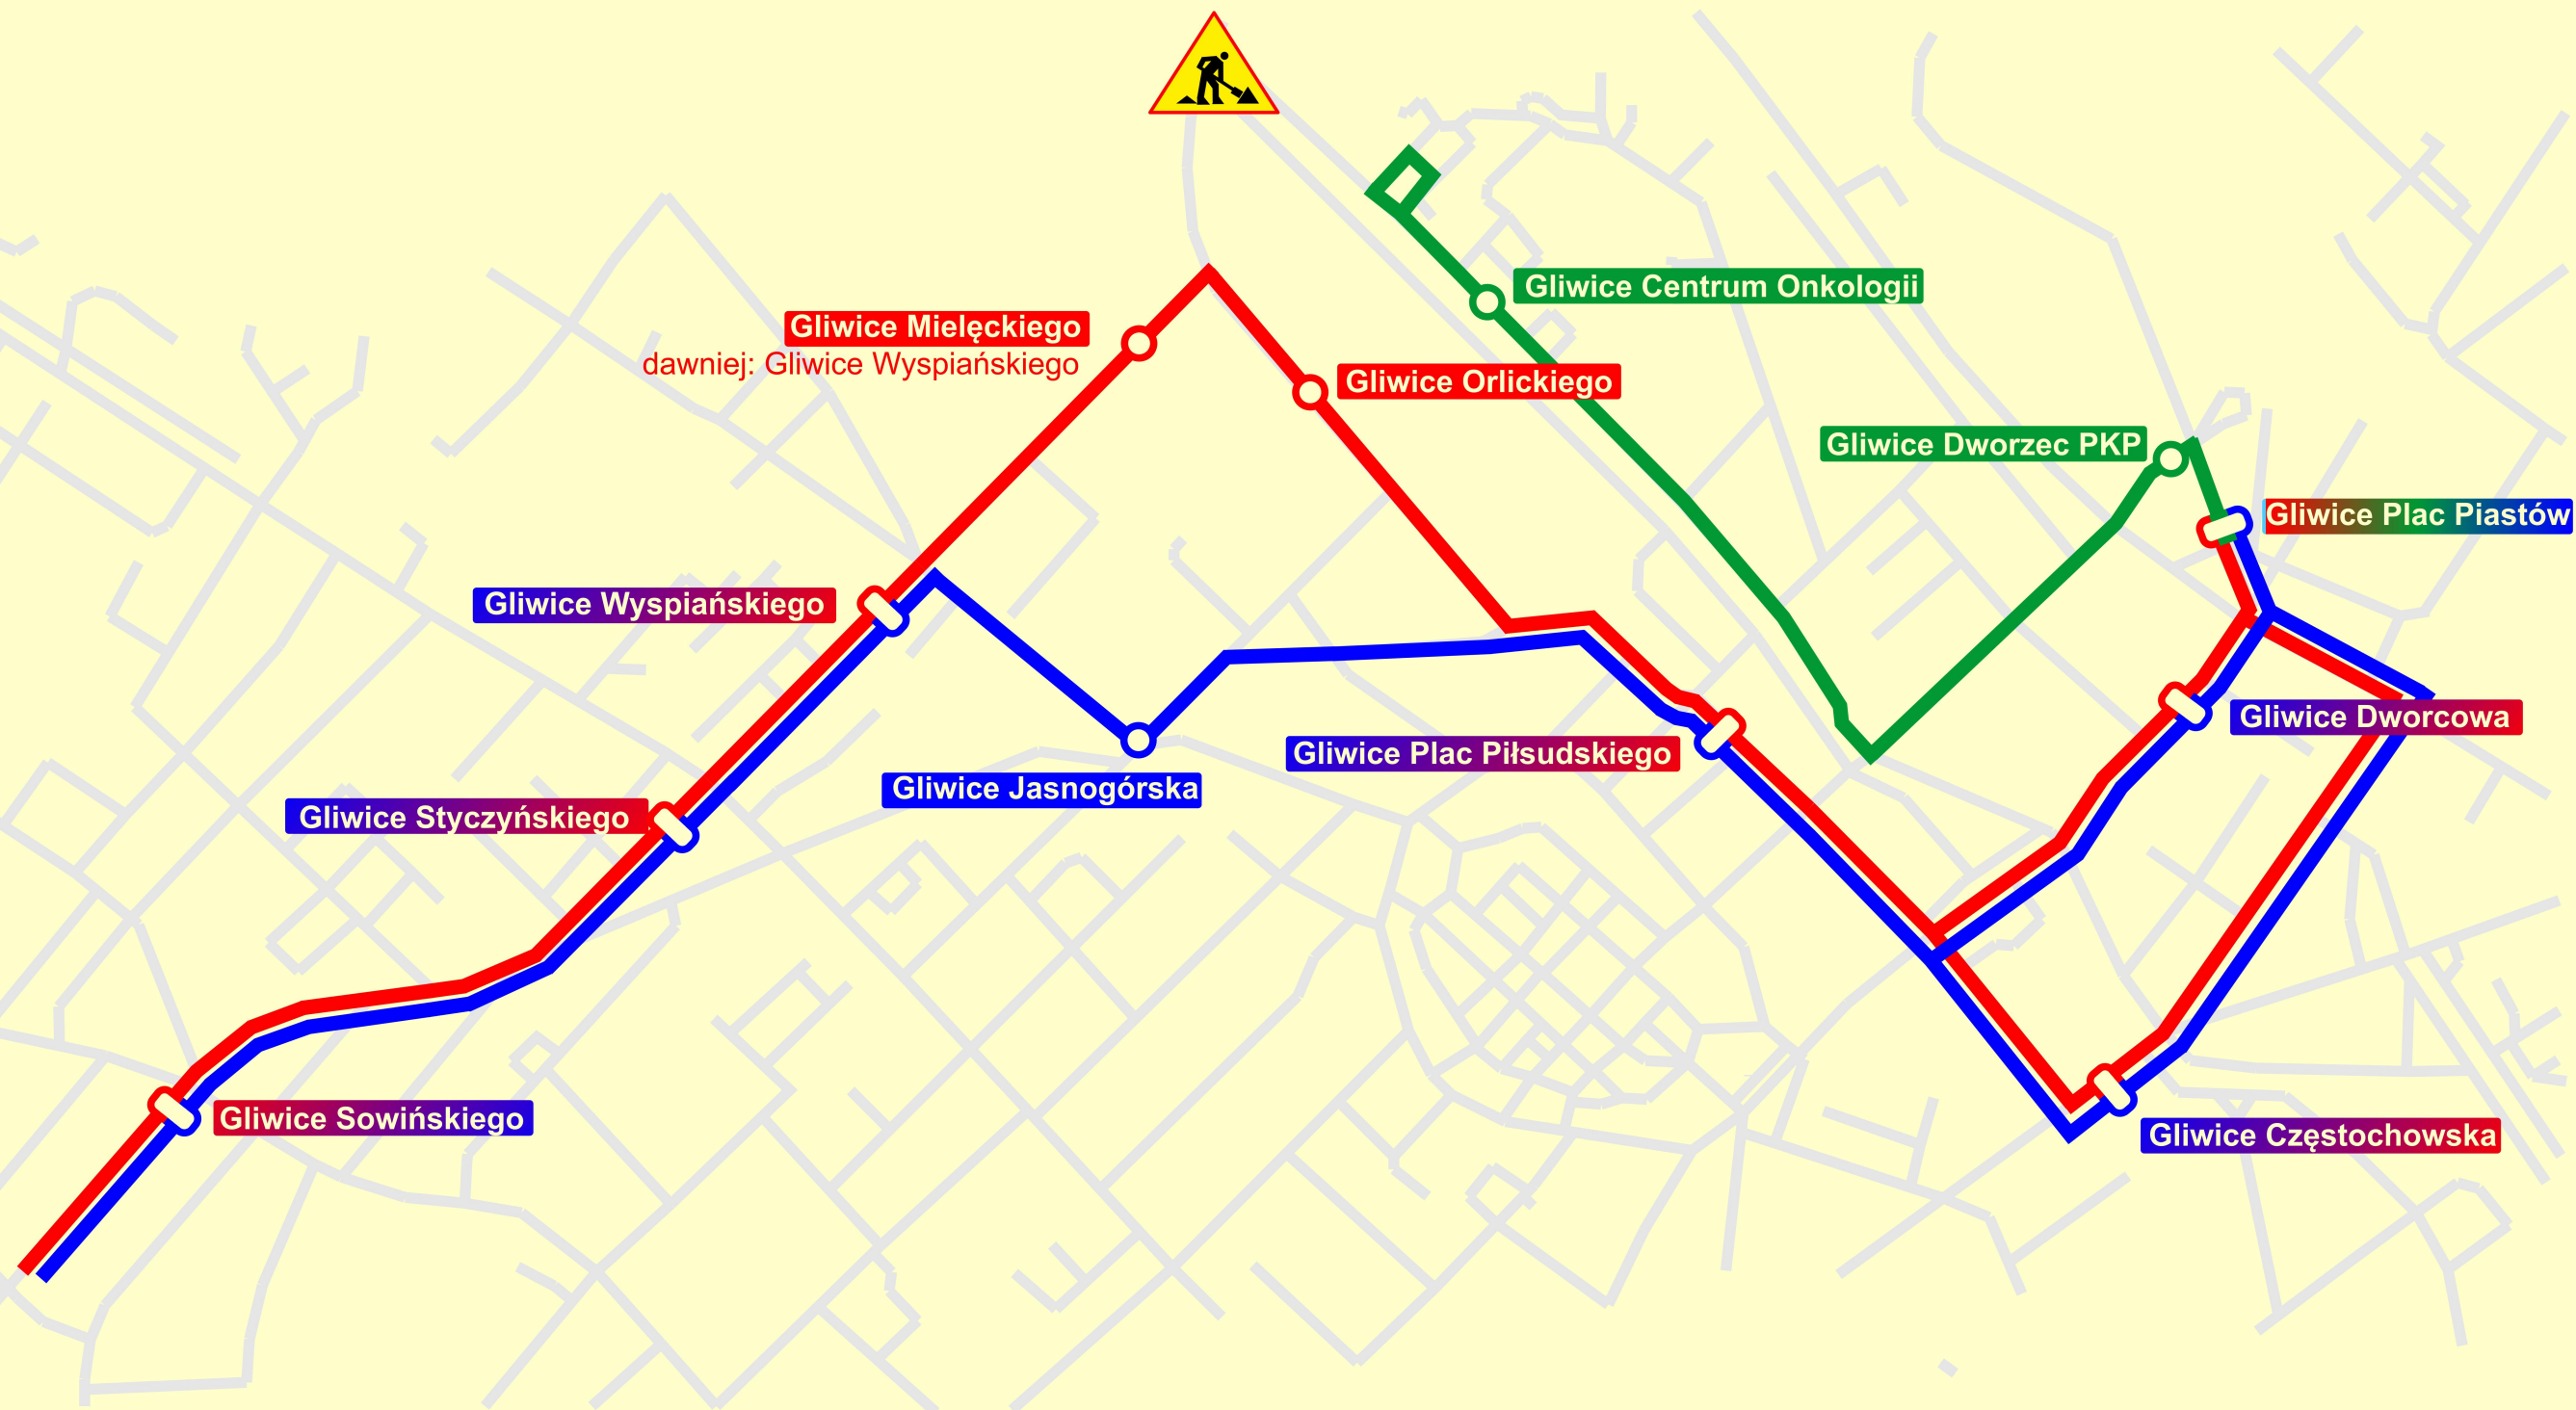 Gliwice Centrum Onkologii
Gliwice Mielęckiego
dawniej: Gliwice Wyspiańskiego
Gliwice Orlickiego
Gliwice Dworzec PKP
Gliwice Plac Piastów
Gliwice Wyspiańskiego
Gliwice Dworcowa
Gliwice Plac Piłsudskiego
Gliwice Jasnogórska
Gliwice Styczyńskiego
Gliwice Sowińskiego
Gliwice Częstochowska